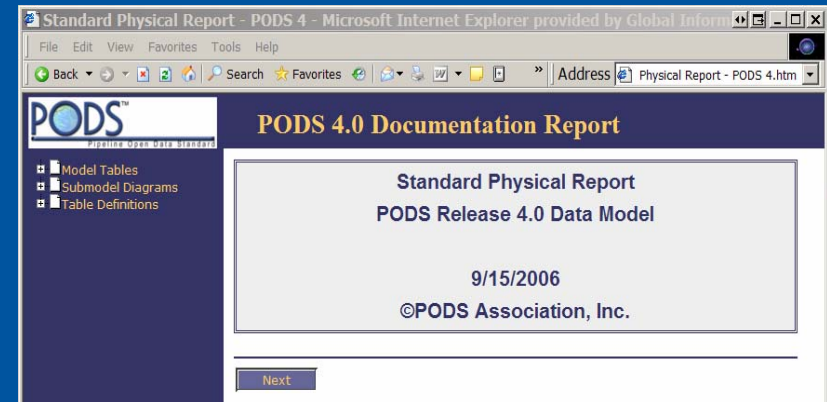 Standard Physical Report - PODS 4 - Microsoft Internet Explorer provided by Global Inform
File Edit View Favorites Tools Help
Back Search Favorites » Address Physical Report - PODS 4.htm
PODS™
Pipeline Open Data Standard
PODS 4.0 Documentation Report
Model Tables
Submodel Diagrams
Table Definitions
Standard Physical Report
PODS Release 4.0 Data Model
9/15/2006
©PODS Association, Inc.
Next